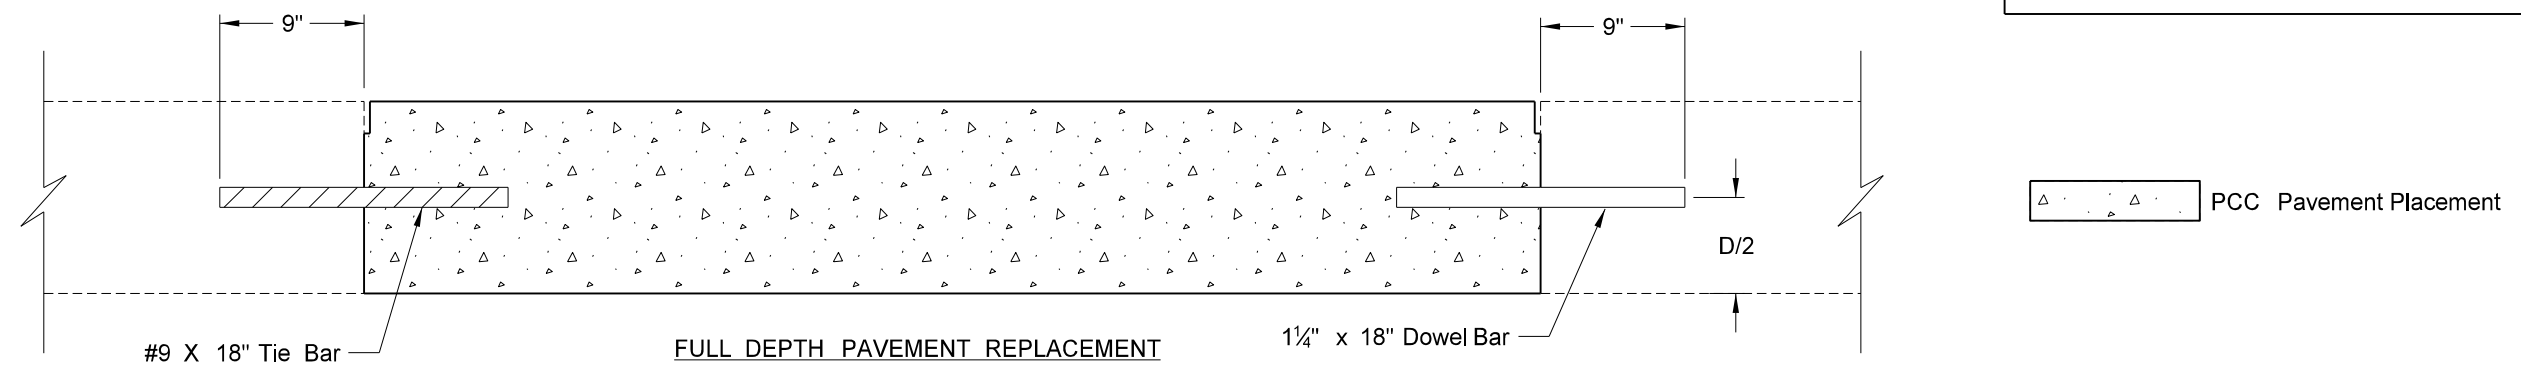 9"
9"
PCC Pavement Placement
D/2
#9 X 18" Tie Bar
FULL DEPTH PAVEMENT REPLACEMENT
1¼" x 18" Dowel Bar